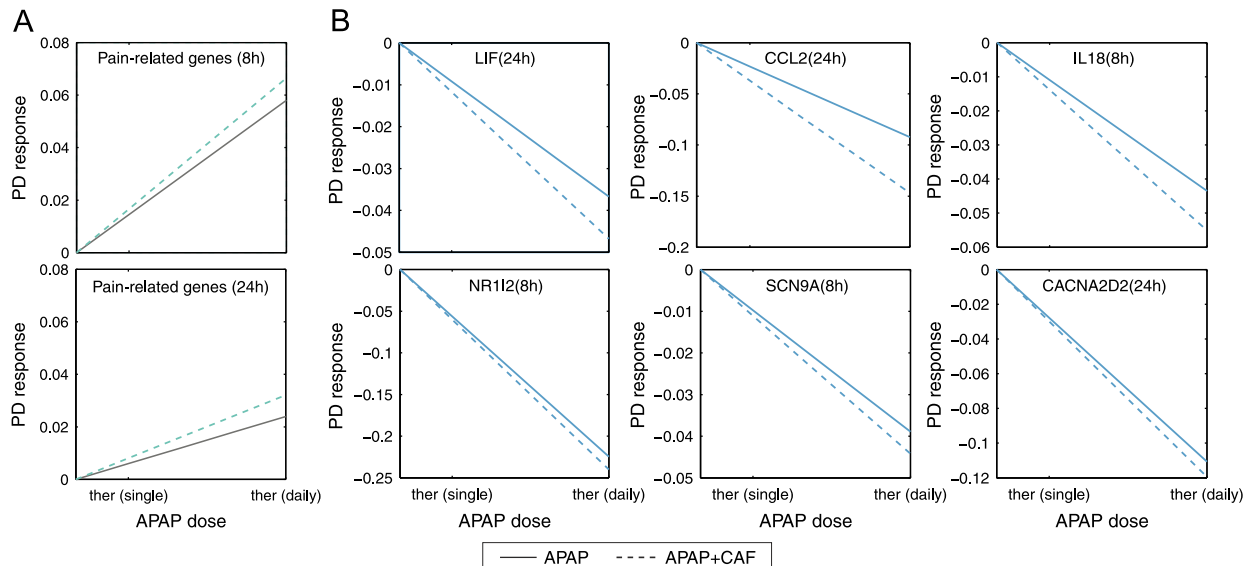 A
B
Pain-related genes (8h)
PD response
0.08
0.06
0.04
0.02
0
LIF(24h)
PD response
0
−0.01
−0.02
−0.03
−0.04
−0.05
CCL2(24h)
PD response
0
−0.05
−0.1
−0.15
−0.2
IL18(8h)
PD response
0
−0.01
−0.02
−0.03
−0.04
−0.05
−0.06
Pain-related genes (24h)
PD response
0.08
0.06
0.04
0.02
0
ther (single)
ther (daily)
APAP dose
NR1I2(8h)
PD response
0
−0.05
−0.1
−0.15
−0.2
−0.25
ther (single)
ther (daily)
APAP dose
SCN9A(8h)
PD response
0
−0.01
−0.02
−0.03
−0.04
−0.05
ther (single)
ther (daily)
APAP dose
CACNA2D2(24h)
PD response
0
−0.02
−0.04
−0.06
−0.08
−0.1
−0.12
ther (single)
ther (daily)
APAP dose
APAP
APAP+CAF